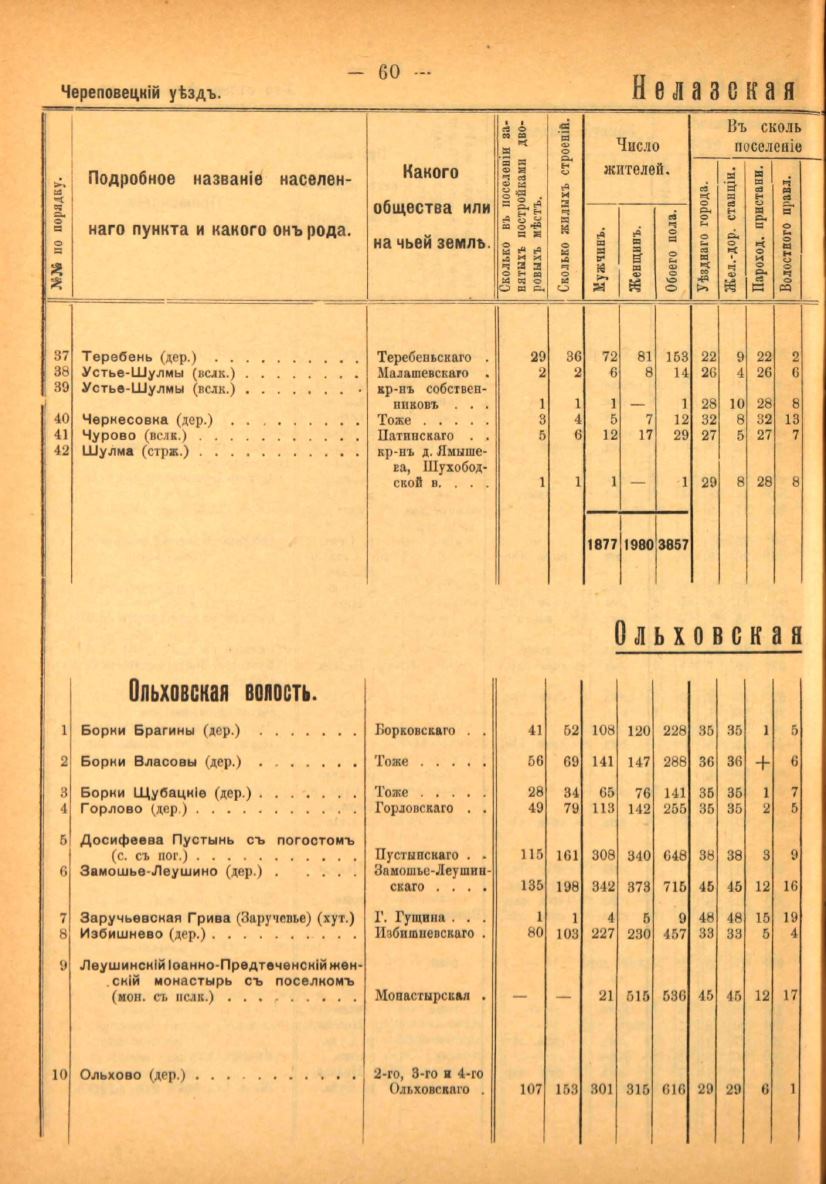 — 60 —
Череповецкій уѣздъ. Нелазская
№№ по порядку.
Подробное названіе населен-
наго пункта и какого онъ рода.
Какого
общества или
на чьей землѣ.
Сколько въ поселеніи за-
нятыхъ постройками дво-
ровыхъ мѣстъ.
Сколько жилыхъ строеній.
Число
жителей.
Мужчинъ.
Женщинъ.
Обоего пола.
Въ сколь
поселеніе
Уѣзднаго города.
Жел.-дор. станціи.
Пароход. пристани.
Волостного правл.
37 Теребень (дер.) . . . . . . . . . . Теребеньскаго . 29 36 72 81 153 22 9 22 2
38 Устье-Шулмы (вслк.) . . . . . . . . Малашевскаго . 2 2 6 8 14 26 4 26 6
39 Устье-Шулмы (вслк.) . . . . . . . . кр-нъ собствен-
никовъ . . . 1 1 1 — 1 28 10 28 8
40 Черкесовка (дер.) . . . . . . . . . Тоже . . . . . 3 4 5 7 12 32 8 32 13
41 Чурово (вслк.) . . . . . . . . . . . Патинскаго . . 5 6 12 17 29 27 5 27 7
42 Шулма (стрж.) . . . . . . . . . . . кр-нъ д. Ямыше-
ва, Шухобод-
ской в. . . . 1 1 1 — 1 29 8 28 8
1877 1980 3857
Ольховская
Ольховская волость.
1 Борки Брагины (дер.) . . . . . . . Борковскаго . . 41 52 108 120 228 35 35 1 5
2 Борки Власовы (дер.) . . . . . . . Тоже . . . . . 56 69 141 147 288 36 36 + 6
3 Борки Щубацкіе (дер.) . . . . . . . Тоже . . . . . 28 34 65 76 141 35 35 1 7
4 Горлово (дер.) . . . . . . . . . . . Горловскаго . . 49 79 113 142 255 35 35 2 5
5 Досифеева Пустынь съ погостомъ
(с. съ пог.) . . . . . . . . . . . Пустынскаго . . 115 161 308 340 648 38 38 3 9
6 Замошье-Леушино (дер.) . . . . . Замошье-Леушин-
скаго . . . . 135 198 342 373 715 45 45 12 16
7 Заручьевская Грива (Заручевье) (хут.) Г. Гущина . . . 1 1 4 5 9 48 48 15 19
8 Избишнево (дер.) . . . . . . . . . . Избишневскаго . 80 103 227 230 457 33 33 5 4
9 Леушинскій Іоанно-Предтеченскій жен-
скій монастырь съ поселкомъ
(мон. съ пслк.) . . . . . . . . . Монастырская . — — 21 515 536 45 45 12 17
10 Ольхово (дер.) . . . . . . . . . . . 2-го, 3-го и 4-го
Ольховскаго . 107 153 301 315 616 29 29 6 1